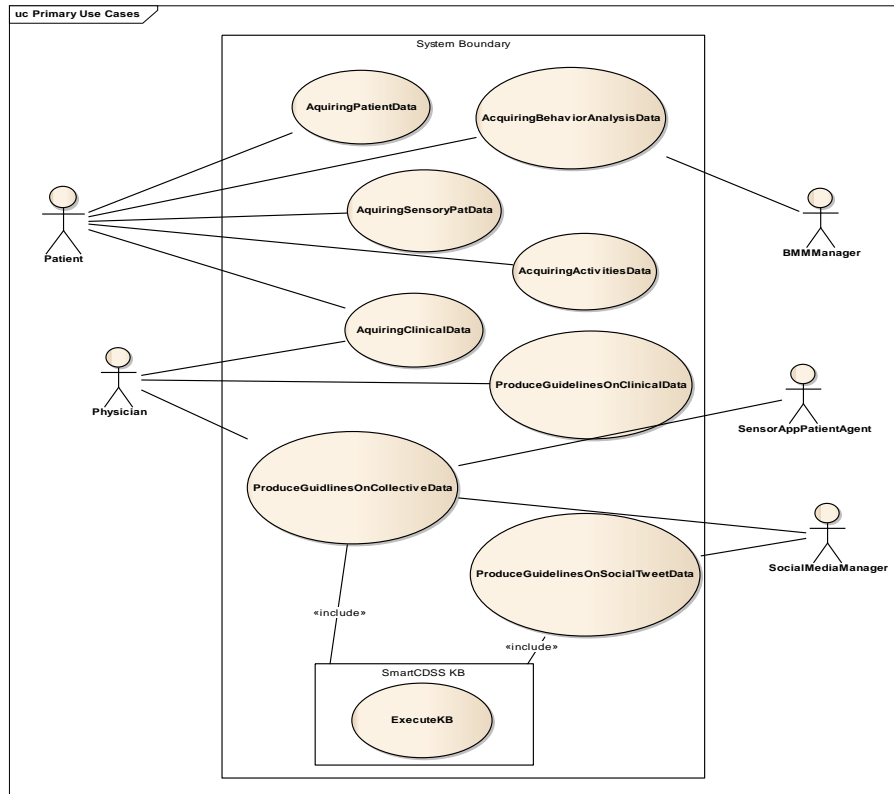 uc Primary Use Cases
System Boundary
AquiringPatientData
AcquiringBehaviorAnalysisData
AquiringSensoryPatData
Patient
BMMManager
AcquiringActivitiesData
AquiringClinicalData
ProduceGuidelinesOnClinicalData
Physician
SensorAppPatientAgent
ProduceGuidlinesOnCollectiveData
SocialMediaManager
ProduceGuidelinesOnSocialTweetData
«include»
«include»
SmartCDSS KB
ExecuteKB